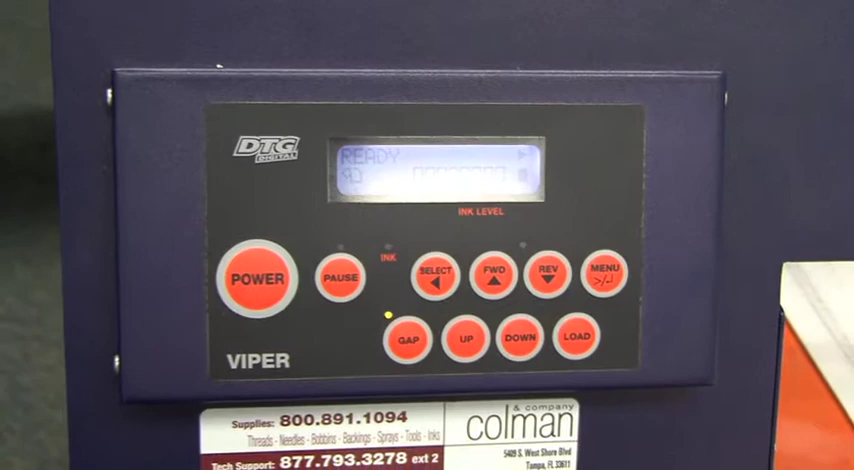 DTG
DIGITAL
READY
INK LEVEL
INK
POWER
PAUSE
SELECT
FWD
REV
MENU
GAP
UP
DOWN
LOAD
VIPER
Supplies: 800.891.1094
Threads - Needles - Bobbins - Backings - Sprays - Tools - Inks
Tech Support: 877.793.3278 ext 2
& company
colman
5409 S. West Shore Blvd
Tampa, FL 33611